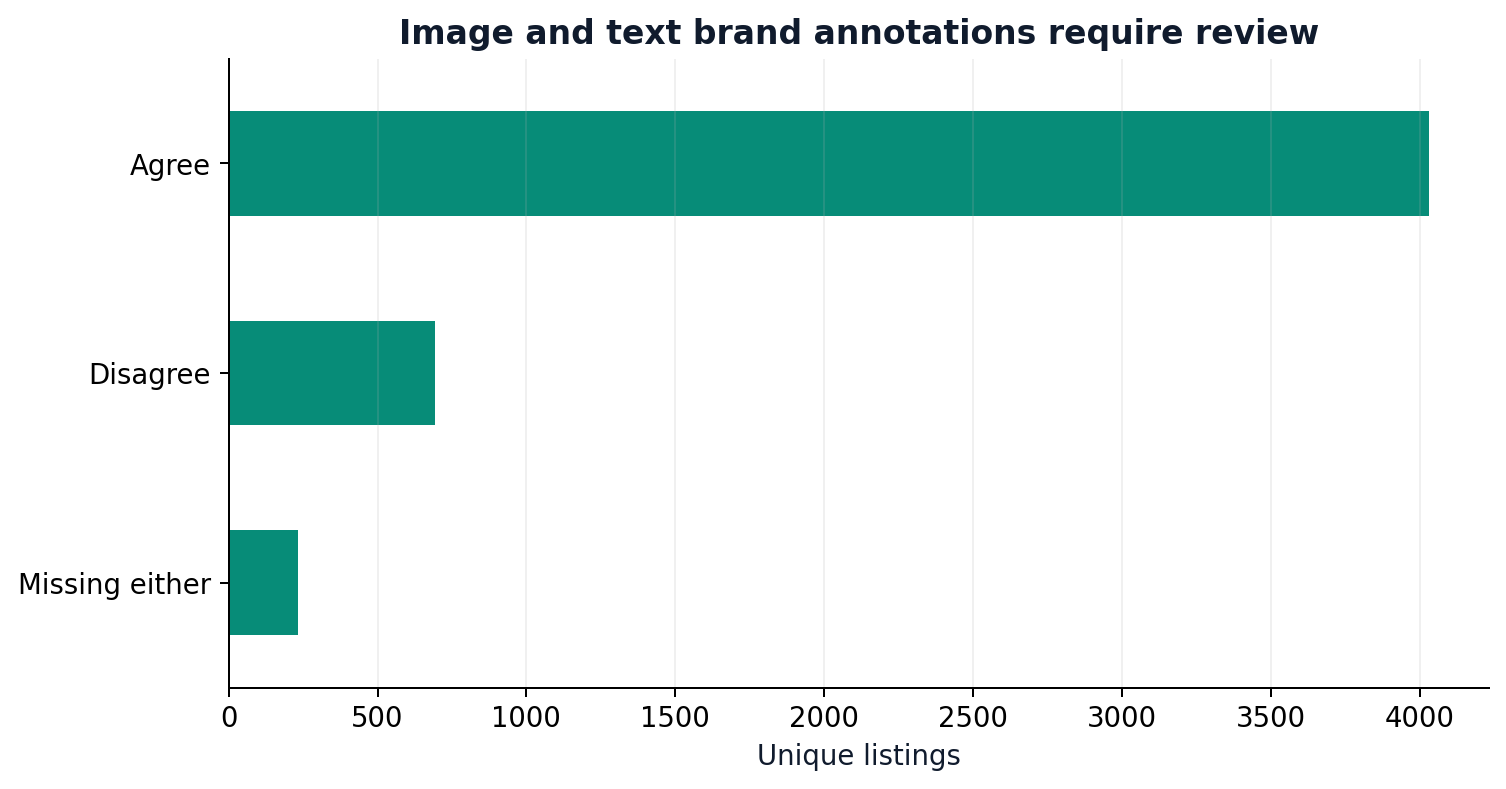 Image and text brand annotations require review
Agree
Disagree
Missing either
0 500 1000 1500 2000 2500 3000 3500 4000
Unique listings